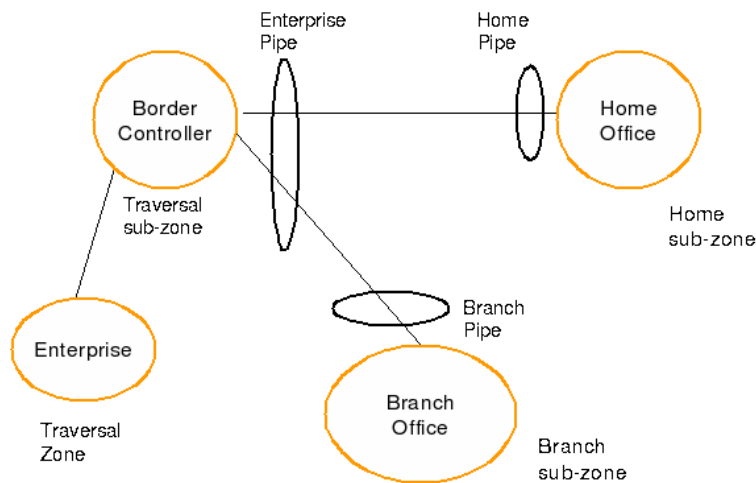 Enterprise
Pipe
Home
Pipe
Border
Controller
Home
Office
Traversal
sub-zone
Home
sub-zone
Branch
Pipe
Enterprise
Branch
Office
Traversal
Zone
Branch
sub-zone